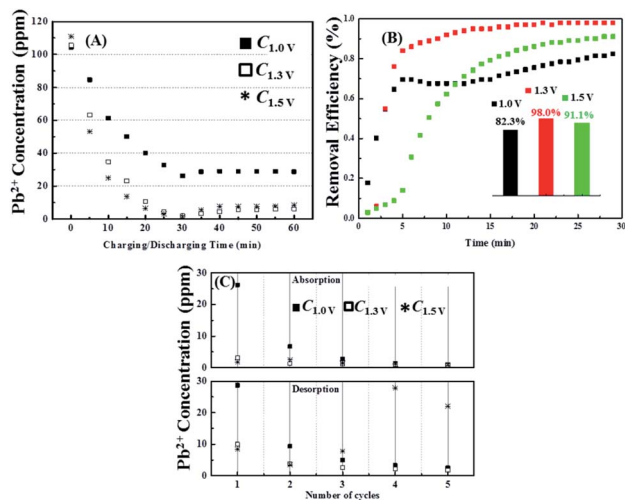 (A)
C1.0 V
C1.3 V
C1.5 V
Pb2+ Concentration (ppm)
120
100
80
60
40
20
0
0 10 20 30 40 50 60
Charging/Discharging Time (min)
(B)
1.0 V 1.3 V 1.5 V
82.3% 98.0% 91.1%
Removal Efficiency (%)
1.0
0.8
0.6
0.4
0.2
0.0
0 5 10 15 20 25 30
Time (min)
(C)
Absorption
C1.0 V C1.3 V C1.5 V
30
20
10
0
Desorption
30
20
10
0
Pb2+ Concentration (ppm)
1 2 3 4 5
Number of cycles